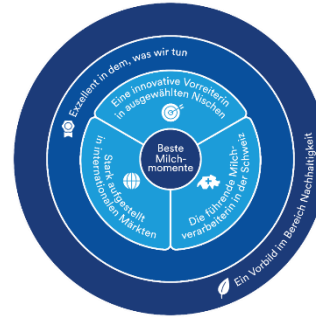 Exzellent in dem, was wir tun
Eine innovative Vorreiterin
in ausgewählten Nischen
Beste
Milch-
momente
Stark aufgestellt
in internationalen Märkten
Die führende Milch-
verarbeiterin in der Schweiz
Ein Vorbild im Bereich Nachhaltigkeit